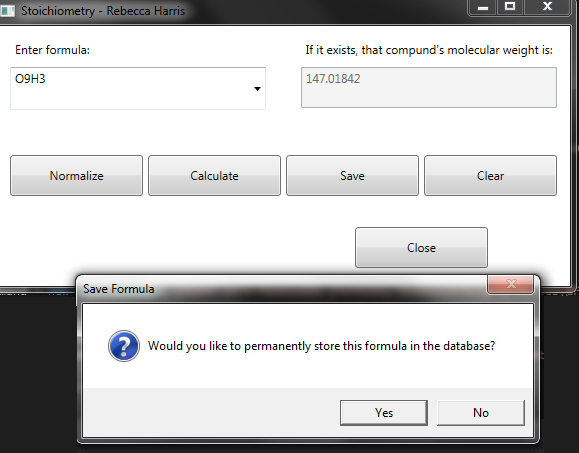 Stoichiometry - Rebecca Harris
Enter formula:
If it exists, that compund's molecular weight is:
O9H3
147.01842
Normalize
Calculate
Save
Clear
Close
Save Formula
Would you like to permanently store this formula in the database?
Yes
No